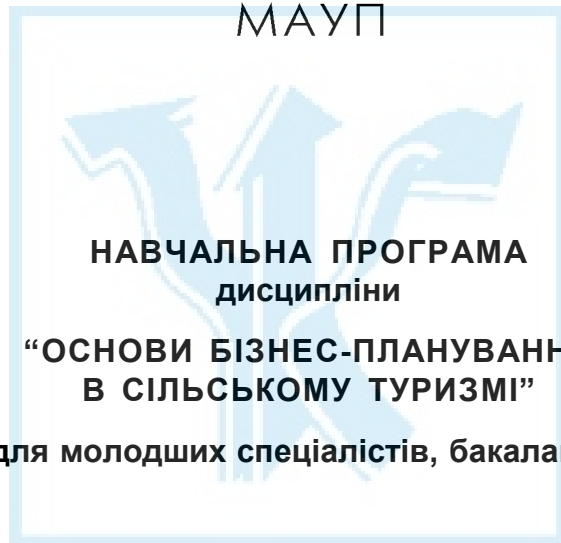 МАУП
НАВЧАЛЬНА ПРОГРАМА
дисципліни
“ОСНОВИ БІЗНЕС-ПЛАНУВАНН
В СІЛЬСЬКОМУ ТУРИЗМІ”
для молодших спеціалістів, бакала